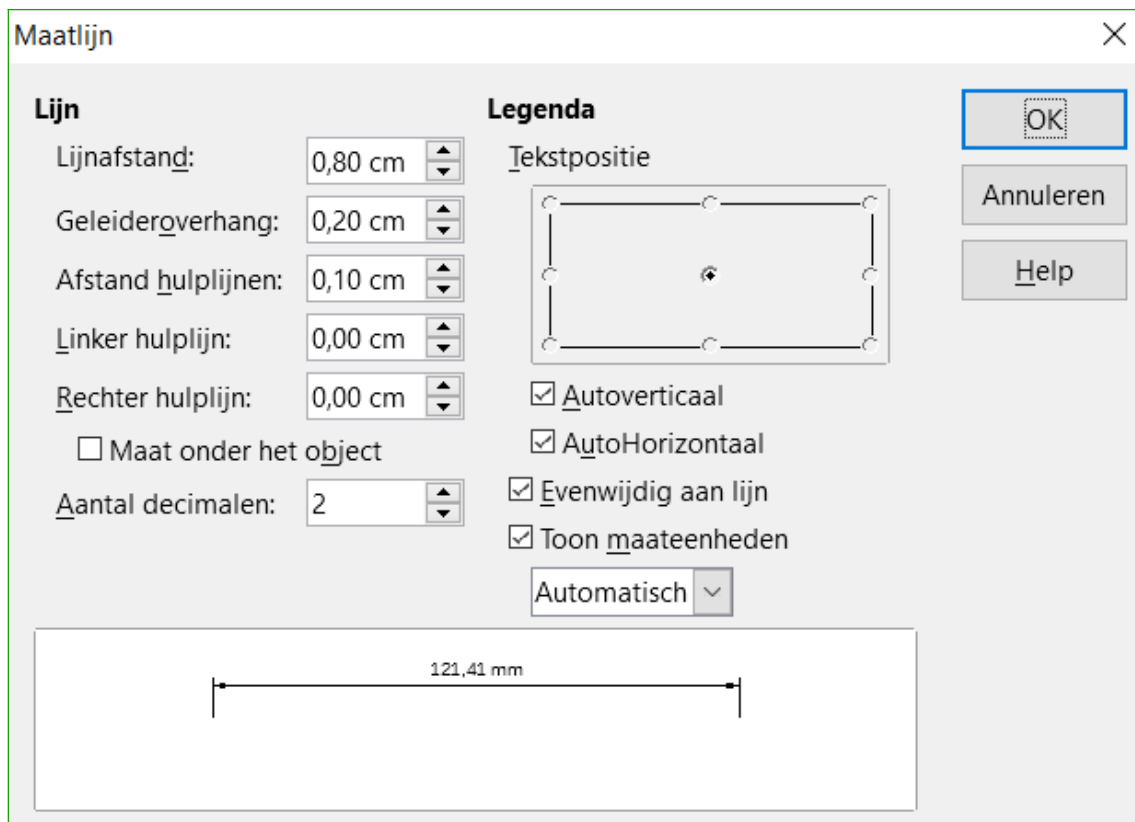 Maatlijn
Lijn
Lijnafstand: 0,80 cm
Geleideroverhang: 0,20 cm
Afstand hulplijnen: 0,10 cm
Linker hulplijn: 0,00 cm
Rechter hulplijn: 0,00 cm
Maat onder het object
Aantal decimalen: 2
Legenda
Tekstpositie
Autoverticaal
AutoHorizontaal
Evenwijdig aan lijn
Toon maateenheden
Automatisch
OK
Annuleren
Help
121,41 mm